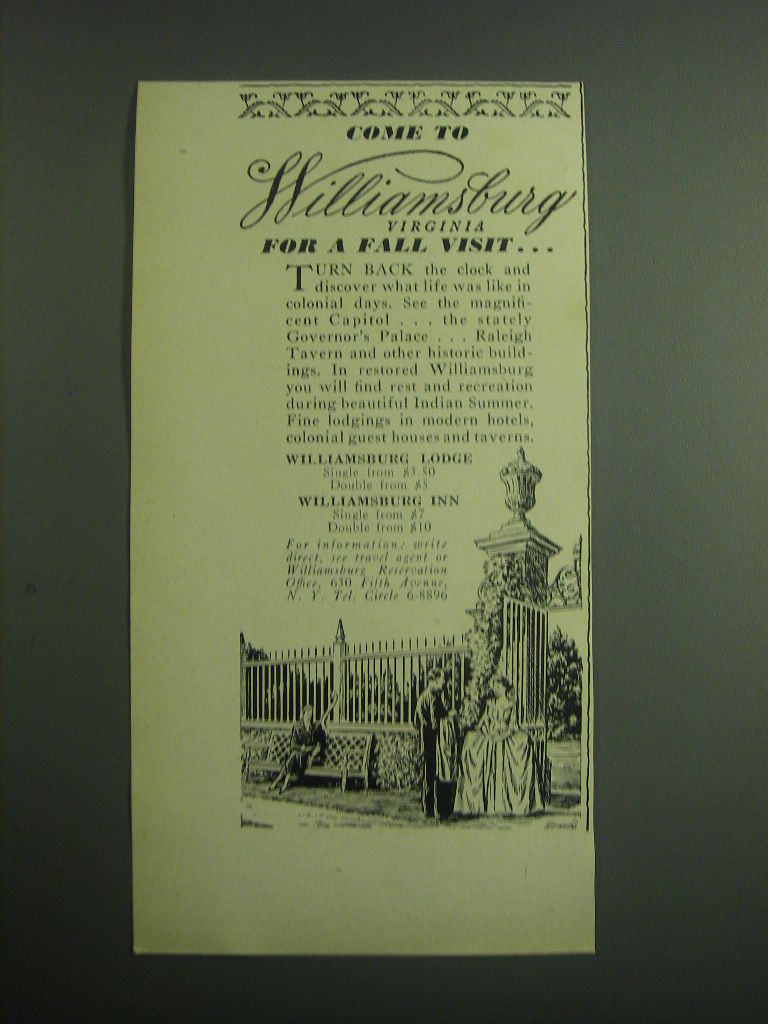 COME TO
Williamsburg
VIRGINIA
FOR A FALL VISIT...
TURN BACK the clock and
discover what life was like in
colonial days. See the magnifi-
cent Capitol . . . the stately
Governor's Palace . . . Raleigh
Tavern and other historic build-
ings. In restored Williamsburg
you will find rest and recreation
during beautiful Indian Summer.
Fine lodgings in modern hotels,
colonial guest houses and taverns.
WILLIAMSBURG LODGE
Single from $3.50
Double from $5
WILLIAMSBURG INN
Single from $7
Double from $10
For information: write
direct, see travel agent or
Williamsburg Reservation
Office, 630 Fifth Avenue,
N. Y. Tel. Circle 6-8896